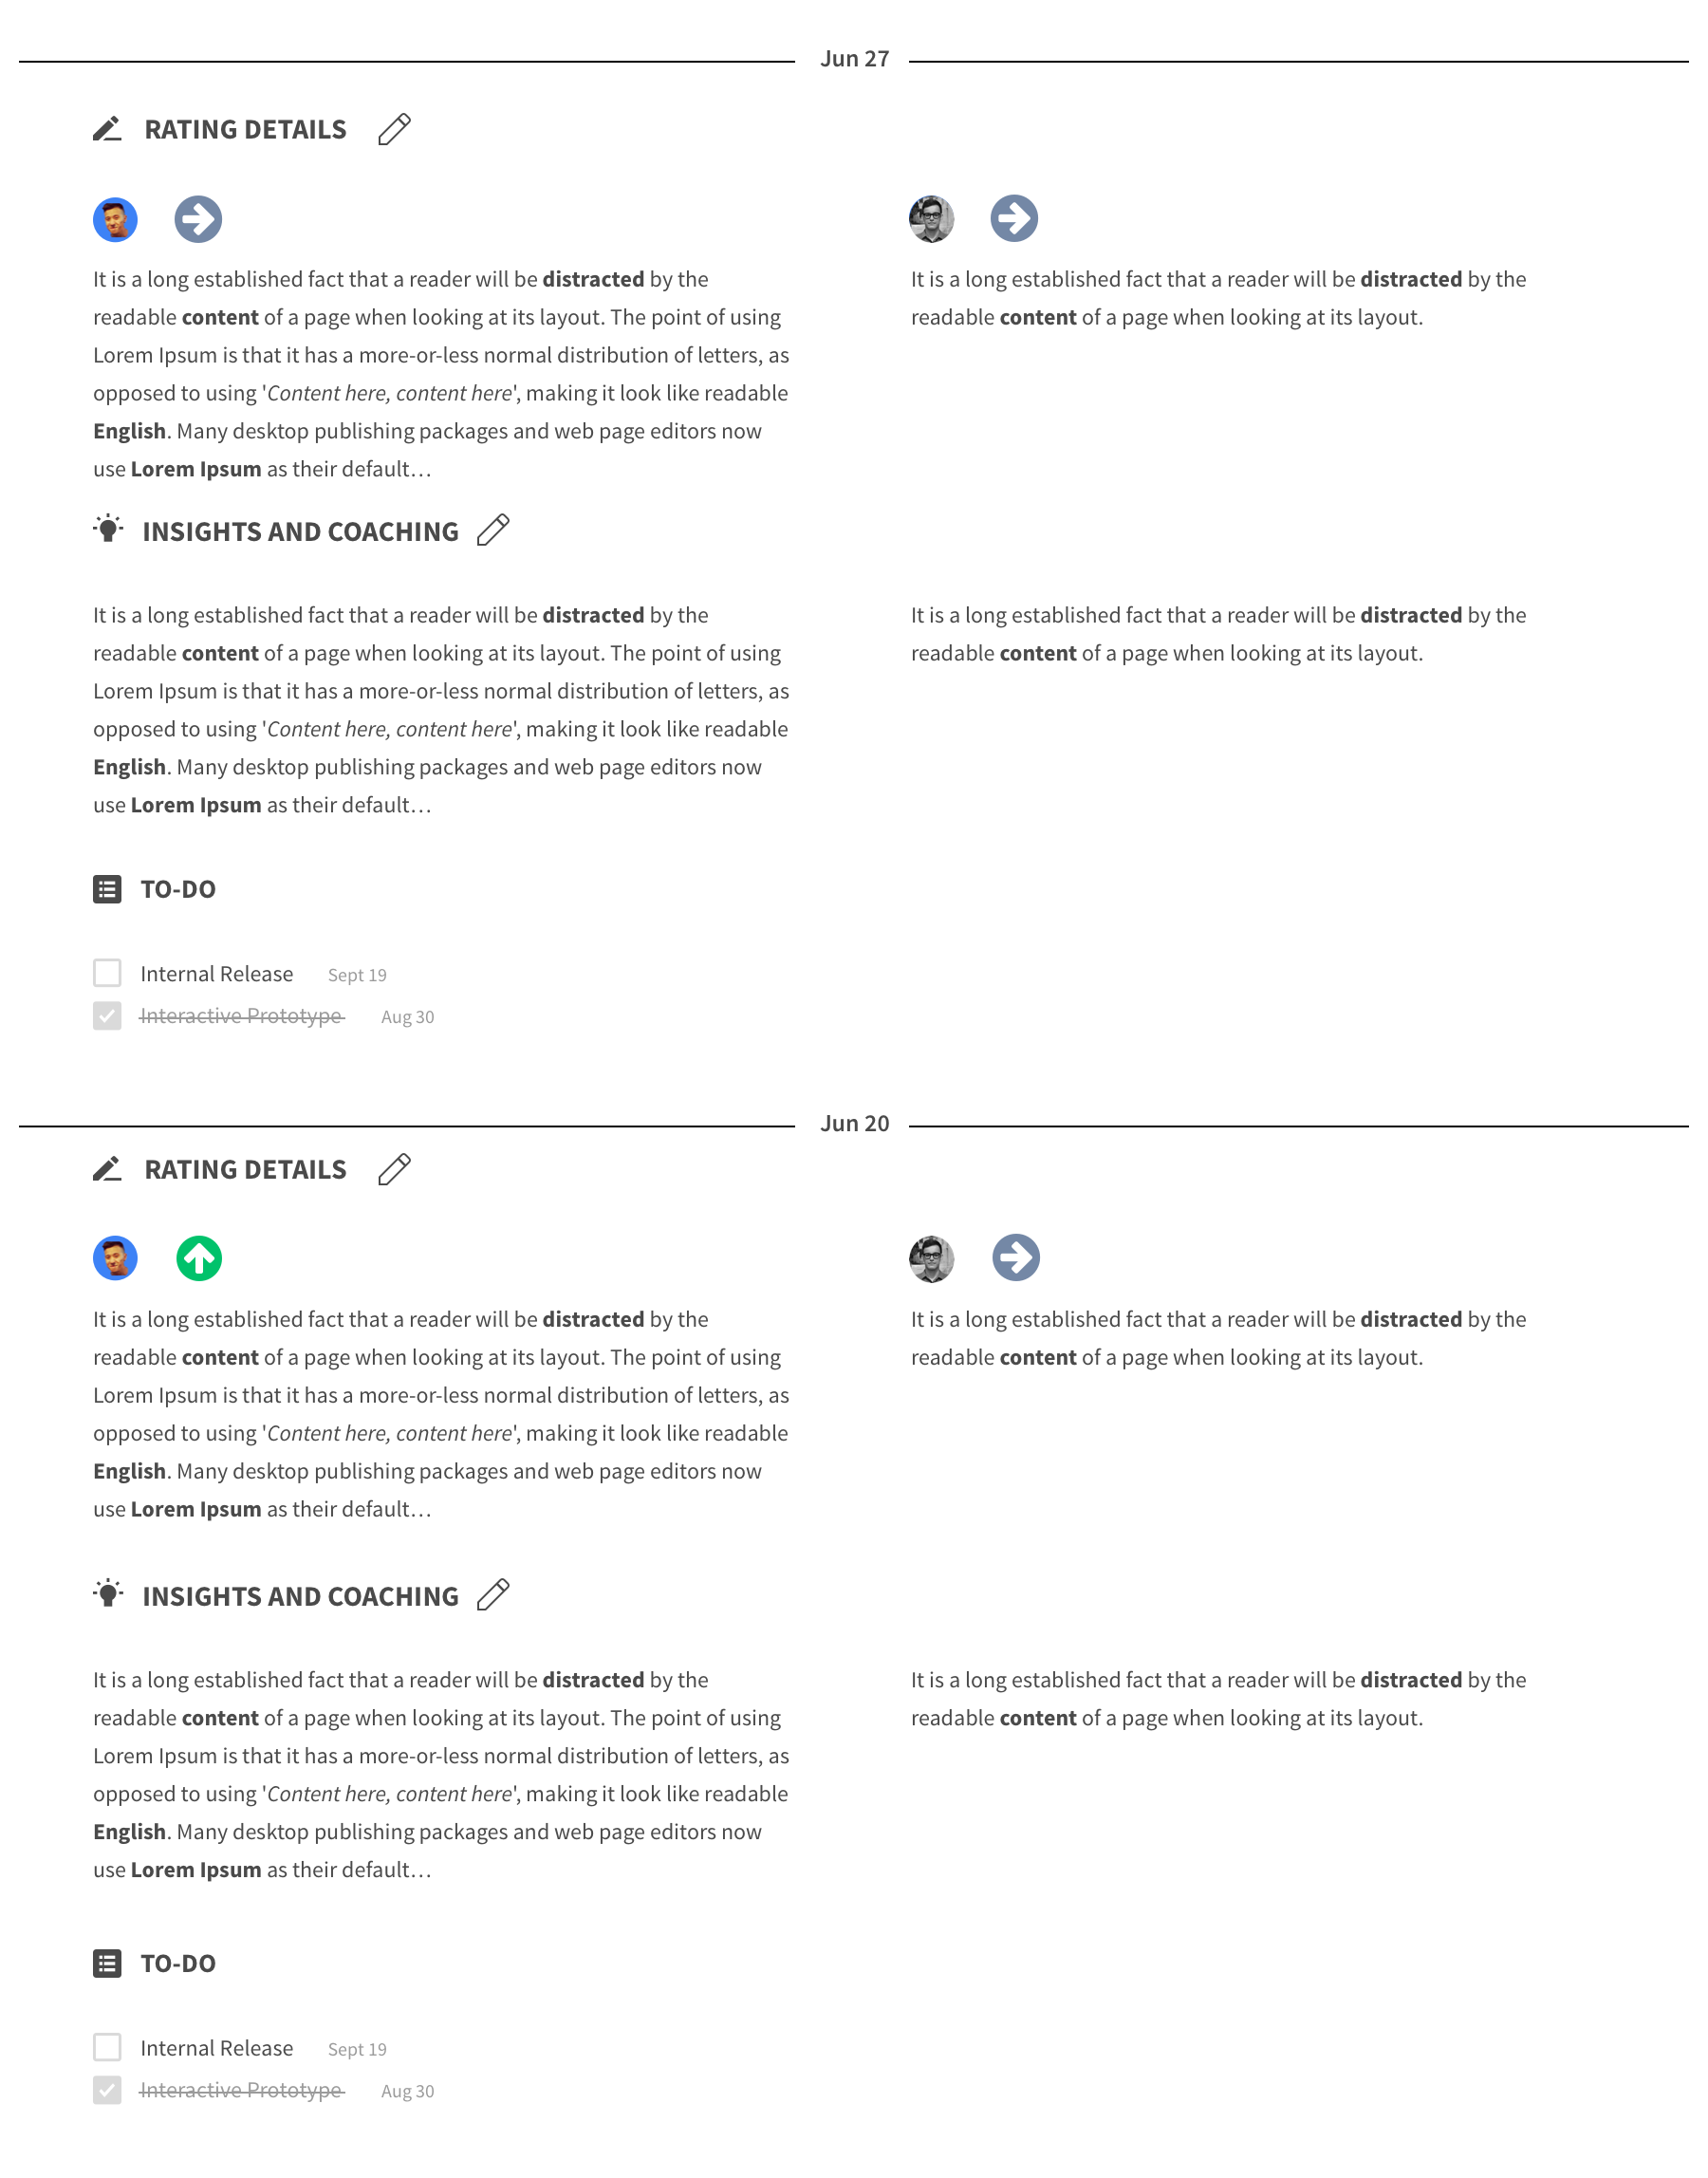 Jun 27
RATING DETAILS
It is a long established fact that a reader will be distracted by the
readable content of a page when looking at its layout. The point of using
Lorem Ipsum is that it has a more-or-less normal distribution of letters, as
opposed to using 'Content here, content here', making it look like readable
English. Many desktop publishing packages and web page editors now
use Lorem Ipsum as their default…
It is a long established fact that a reader will be distracted by the
readable content of a page when looking at its layout.
INSIGHTS AND COACHING
It is a long established fact that a reader will be distracted by the
readable content of a page when looking at its layout. The point of using
Lorem Ipsum is that it has a more-or-less normal distribution of letters, as
opposed to using 'Content here, content here', making it look like readable
English. Many desktop publishing packages and web page editors now
use Lorem Ipsum as their default…
It is a long established fact that a reader will be distracted by the
readable content of a page when looking at its layout.
TO-DO
Internal Release Sept 19
Interactive Prototype Aug 30
Jun 20
RATING DETAILS
It is a long established fact that a reader will be distracted by the
readable content of a page when looking at its layout. The point of using
Lorem Ipsum is that it has a more-or-less normal distribution of letters, as
opposed to using 'Content here, content here', making it look like readable
English. Many desktop publishing packages and web page editors now
use Lorem Ipsum as their default…
It is a long established fact that a reader will be distracted by the
readable content of a page when looking at its layout.
INSIGHTS AND COACHING
It is a long established fact that a reader will be distracted by the
readable content of a page when looking at its layout. The point of using
Lorem Ipsum is that it has a more-or-less normal distribution of letters, as
opposed to using 'Content here, content here', making it look like readable
English. Many desktop publishing packages and web page editors now
use Lorem Ipsum as their default…
It is a long established fact that a reader will be distracted by the
readable content of a page when looking at its layout.
TO-DO
Internal Release Sept 19
Interactive Prototype Aug 30